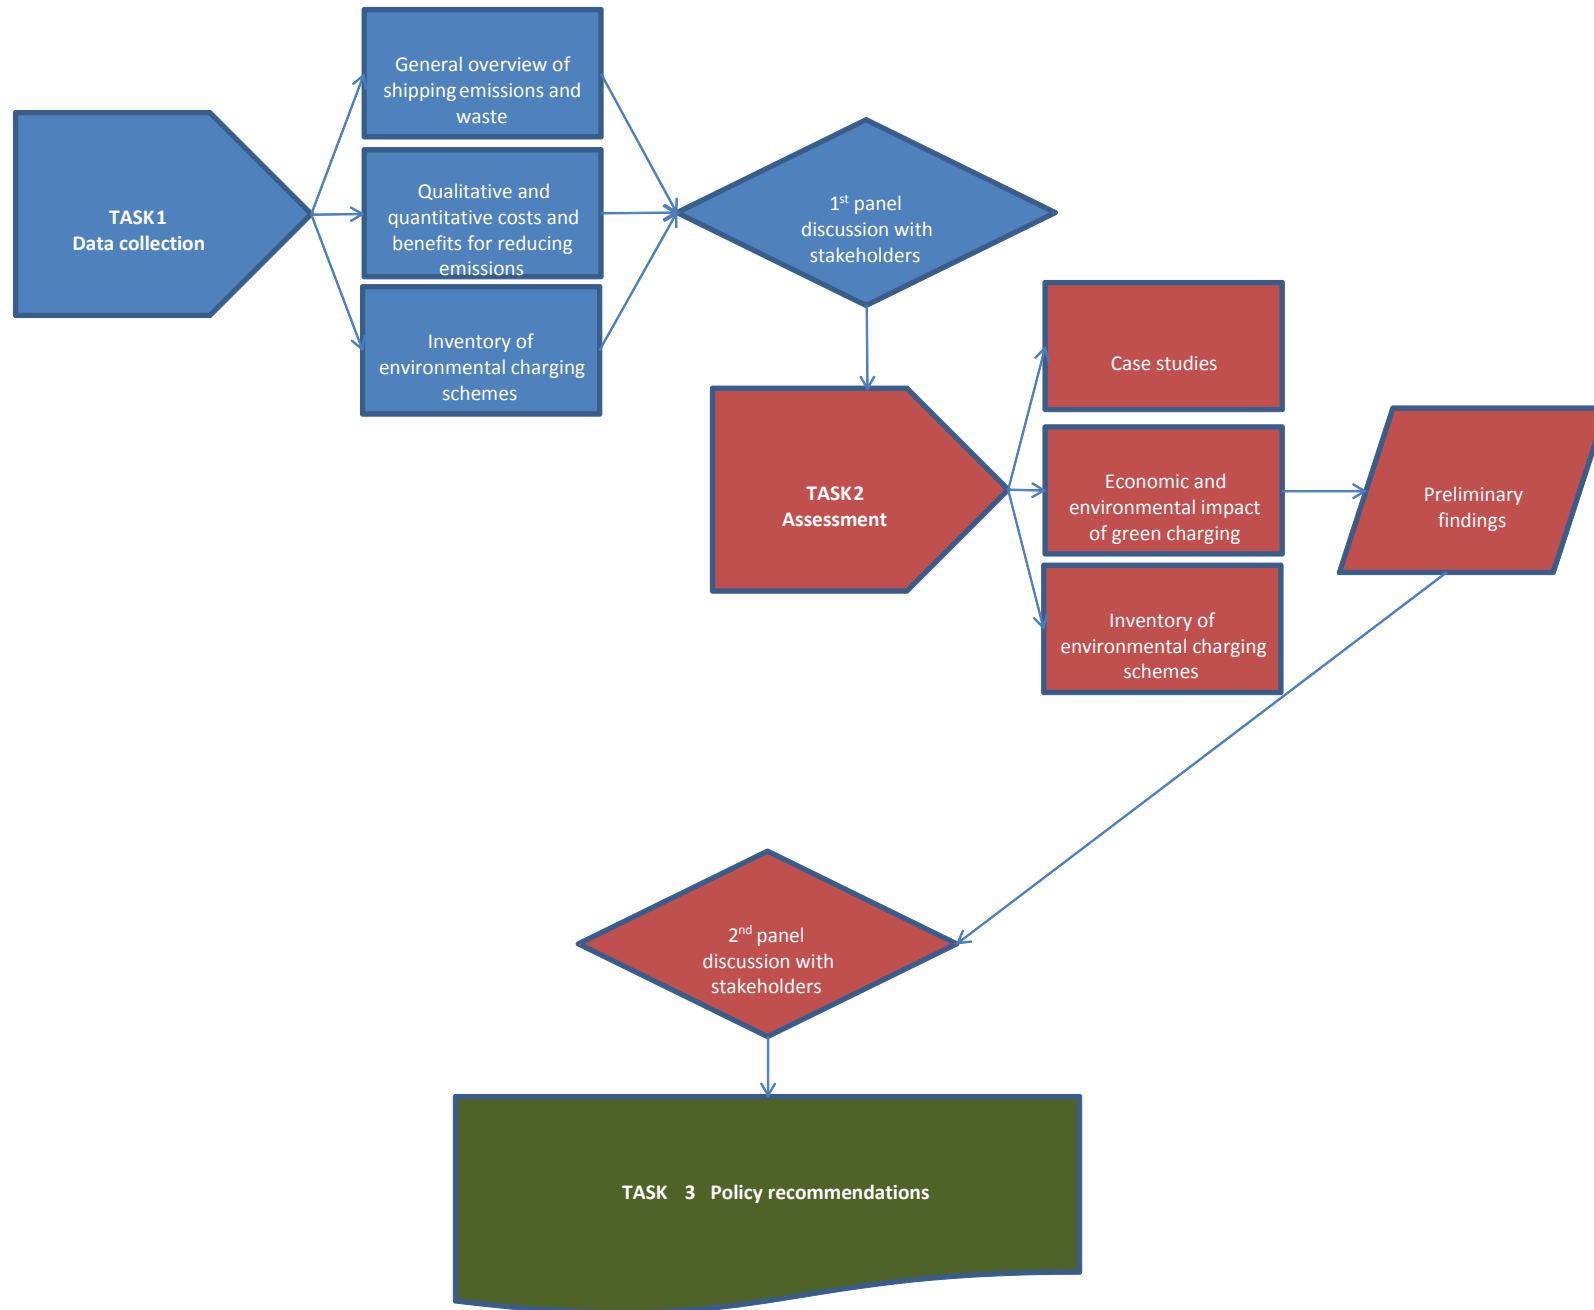 General overview of
shipping emissions and
waste
TASK1
Data collection
Qualitative and
quantitative costs and
benefits for reducing
emissions
Inventory of
environmental charging
schemes
1st panel
discussion with
stakeholders
TASK2
Assessment
Case studies
Economic and
environmental impact
of green charging
Inventory of
environmental charging
schemes
Preliminary
findings
2nd panel
discussion with
stakeholders
TASK 3 Policy recommendations